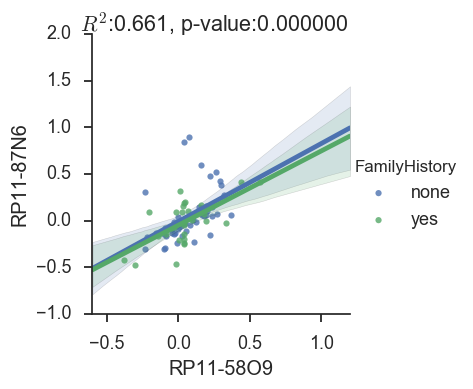 R²:0.661, p-value:0.000000
2.0
1.5
1.0
0.5
0.0
−0.5
−1.0
RP11-87N6
−0.5 0.0 0.5 1.0
RP11-58O9
FamilyHistory
none
yes